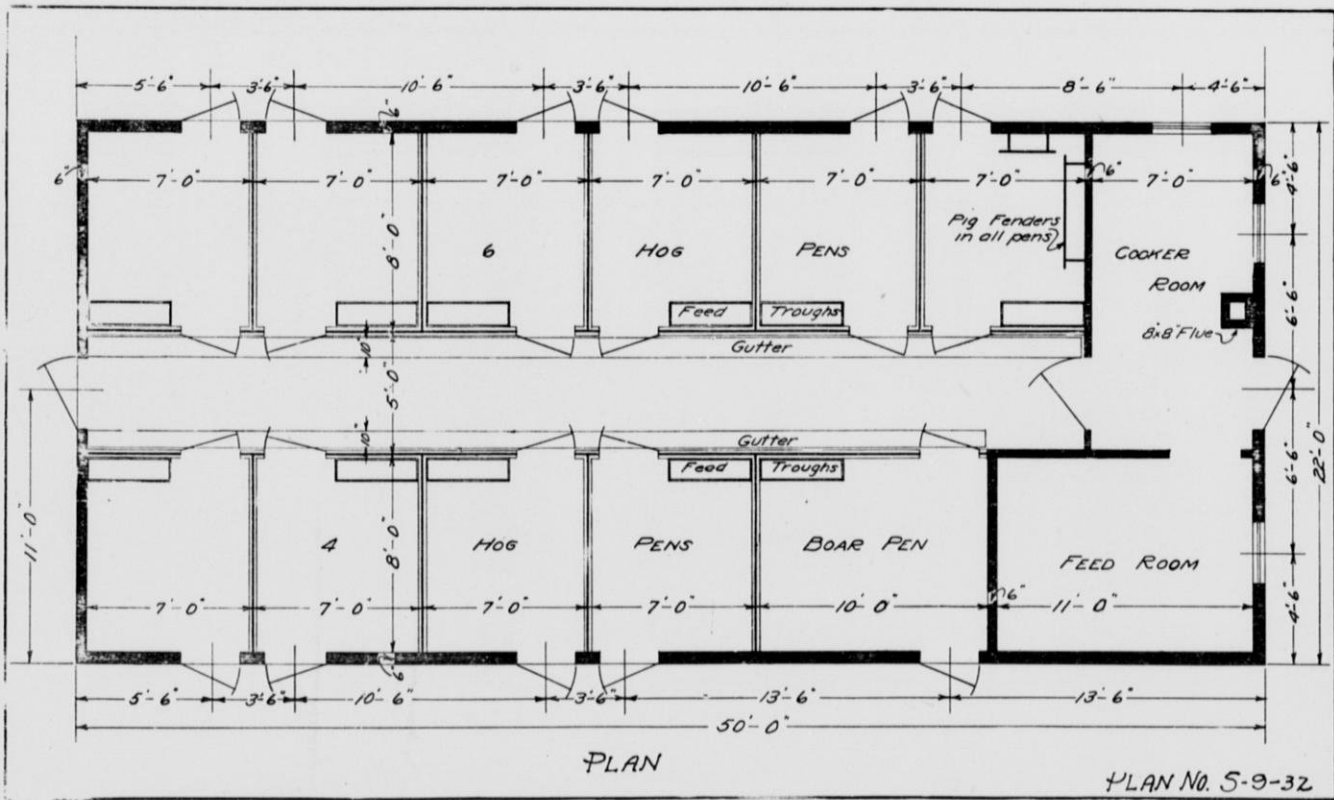 5'-6" 3'-6" 10'-6" 3'-6" 10'-6" 3'-6" 8'-6" 4'-6"
6"
6" 7'-0" 7'-0" 7'-0" 7'-0" 7'-0" 7'-0" 6" 7'-0" 6" 4'-6"
8'-0"
Pig Fenders
in all pens
6 HOG PENS
COOKER
ROOM
Feed Troughs
8"x8" Flue
6'-6"
10"
Gutter
5'-0"
10"
Gutter
Feed Troughs
6'-6"
22'-0"
11'-0"
4 HOG PENS BOAR PEN
8'-0"
FEED ROOM
7'-0" 7'-0" 7'-0" 7'-0" 10'-0" 6" 11'-0" 4'-6"
6"
5'-6" 3'-6" 10'-6" 3'-6" 13'-6" 13'-6"
50'-0"
PLAN
PLAN NO. 5-9-32